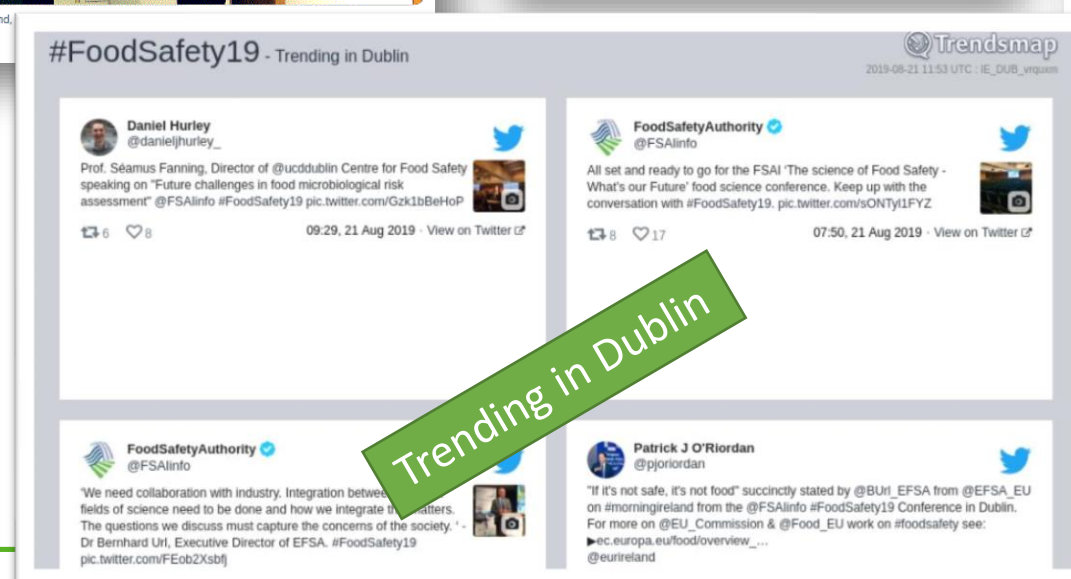 nd,
#FoodSafety19 - Trending in Dublin
Trendsmap
2019-08-21 11:53 UTC : IE_DUB_vrquxm
Daniel Hurley
@danieljhurley_
Prof. Séamus Fanning, Director of @ucddublin Centre for Food Safety
speaking on "Future challenges in food microbiological risk
assessment" @FSAIinfo #FoodSafety19 pic.twitter.com/Gzk1bBeHoP
6 8
09:29, 21 Aug 2019 · View on Twitter
FoodSafetyAuthority
@FSAIinfo
All set and ready to go for the FSAI 'The science of Food Safety -
What's our Future' food science conference. Keep up with the
conversation with #FoodSafety19. pic.twitter.com/sONTyl1FYZ
8 17
07:50, 21 Aug 2019 · View on Twitter
Trending in Dublin
FoodSafetyAuthority
@FSAIinfo
'We need collaboration with industry. Integration betwee
fields of science need to be done and how we integrate matters.
The questions we discuss must capture the concerns of the society. ' -
Dr Bernhard Url, Executive Director of EFSA. #FoodSafety19
pic.twitter.com/FEob2Xsbfj
Patrick J O'Riordan
@pjoriordan
"If it's not safe, it's not food" succinctly stated by @BUrl_EFSA from @EFSA_EU
on #morningireland from the @FSAIinfo #FoodSafety19 Conference in Dublin.
For more on @EU_Commission & @Food_EU work on #foodsafety see:
▶ec.europa.eu/food/overview_…
@eurireland